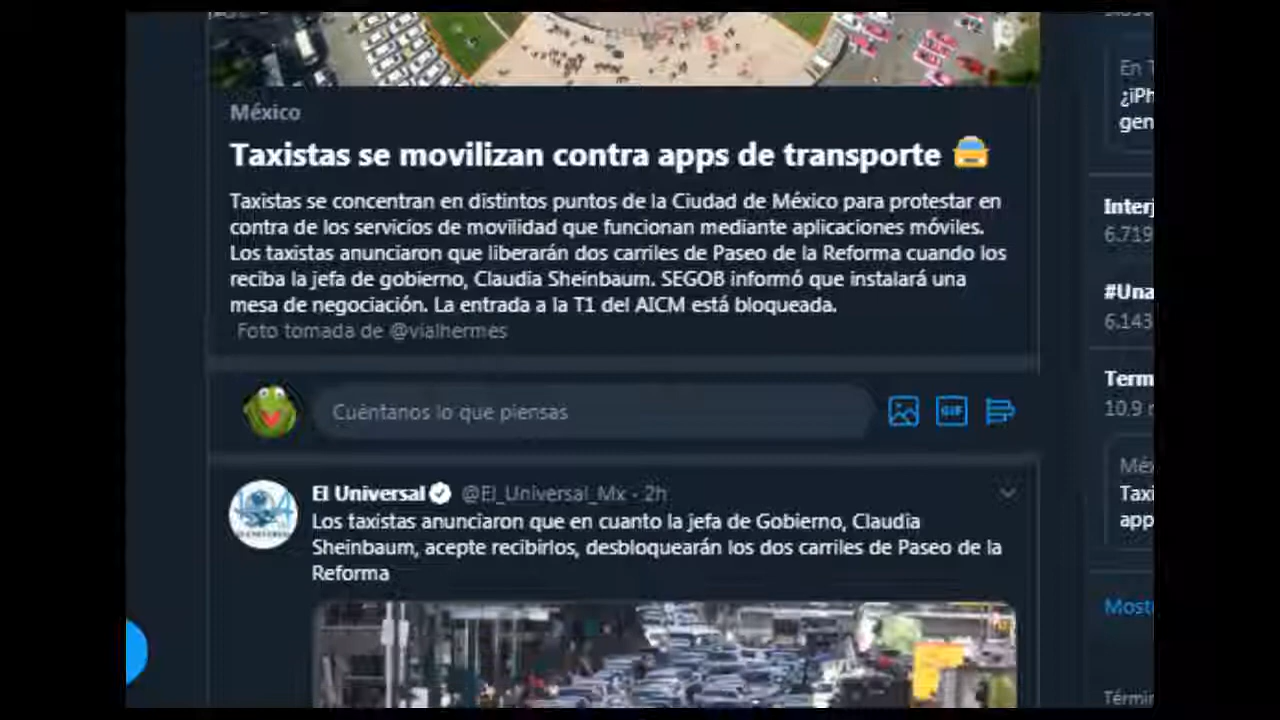 México
Taxistas se movilizan contra apps de transporte
Taxistas se concentran en distintos puntos de la Ciudad de México para protestar en
contra de los servicios de movilidad que funcionan mediante aplicaciones móviles.
Los taxistas anunciaron que liberarán dos carriles de Paseo de la Reforma cuando los
reciba la jefa de gobierno, Claudia Sheinbaum. SEGOB informó que instalará una
mesa de negociación. La entrada a la T1 del AICM está bloqueada.
Foto tomada de @vialhermes
Cuéntanos lo que piensas
GIF
El Universal @El_Universal_Mx · 2h
Los taxistas anunciaron que en cuanto la jefa de Gobierno, Claudia
Sheinbaum, acepte recibirlos, desbloquearán los dos carriles de Paseo de la
Reforma
En T
¿iPh
gen
Interj
6.719
#Una
6.143
Term
10,9
Méx
Taxi
app
Most
Términ